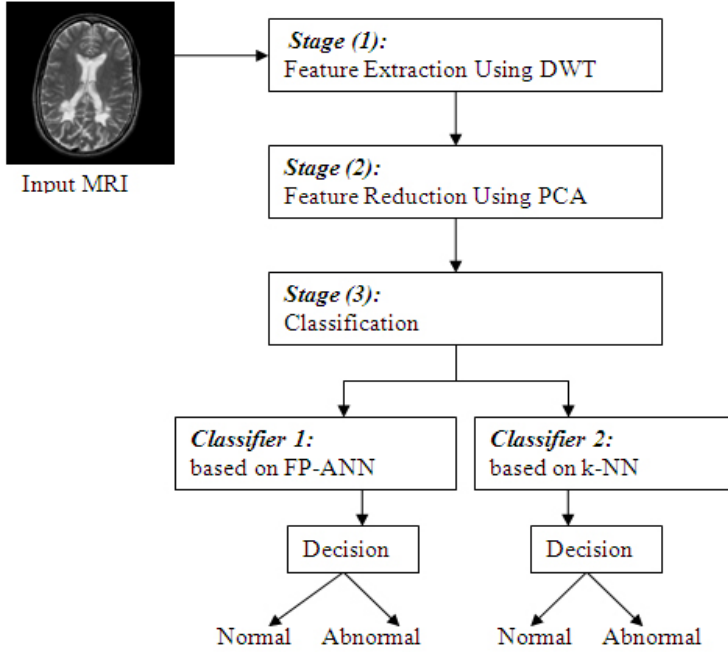 Stage (1):
Feature Extraction Using DWT
Input MRI
Stage (2):
Feature Reduction Using PCA
Stage (3):
Classification
Classifier 1:
based on FP-ANN
Classifier 2:
based on k-NN
Decision
Decision
Normal
Abnormal
Normal
Abnormal